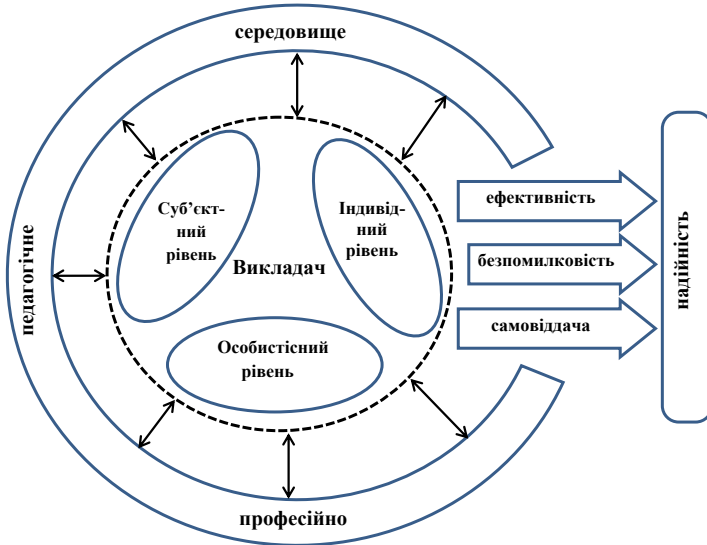 середовище
Суб’єкт-
ний
рівень
Індивід-
ний
рівень
Викладач
Особистісний
рівень
педагогічне
професійно
ефективність
безпомилковість
самовіддача
надійність